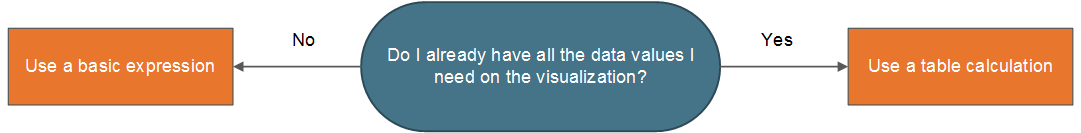 No
Yes
Do I already have all the data values I
need on the visualization?
Use a basic expression
Use a table calculation